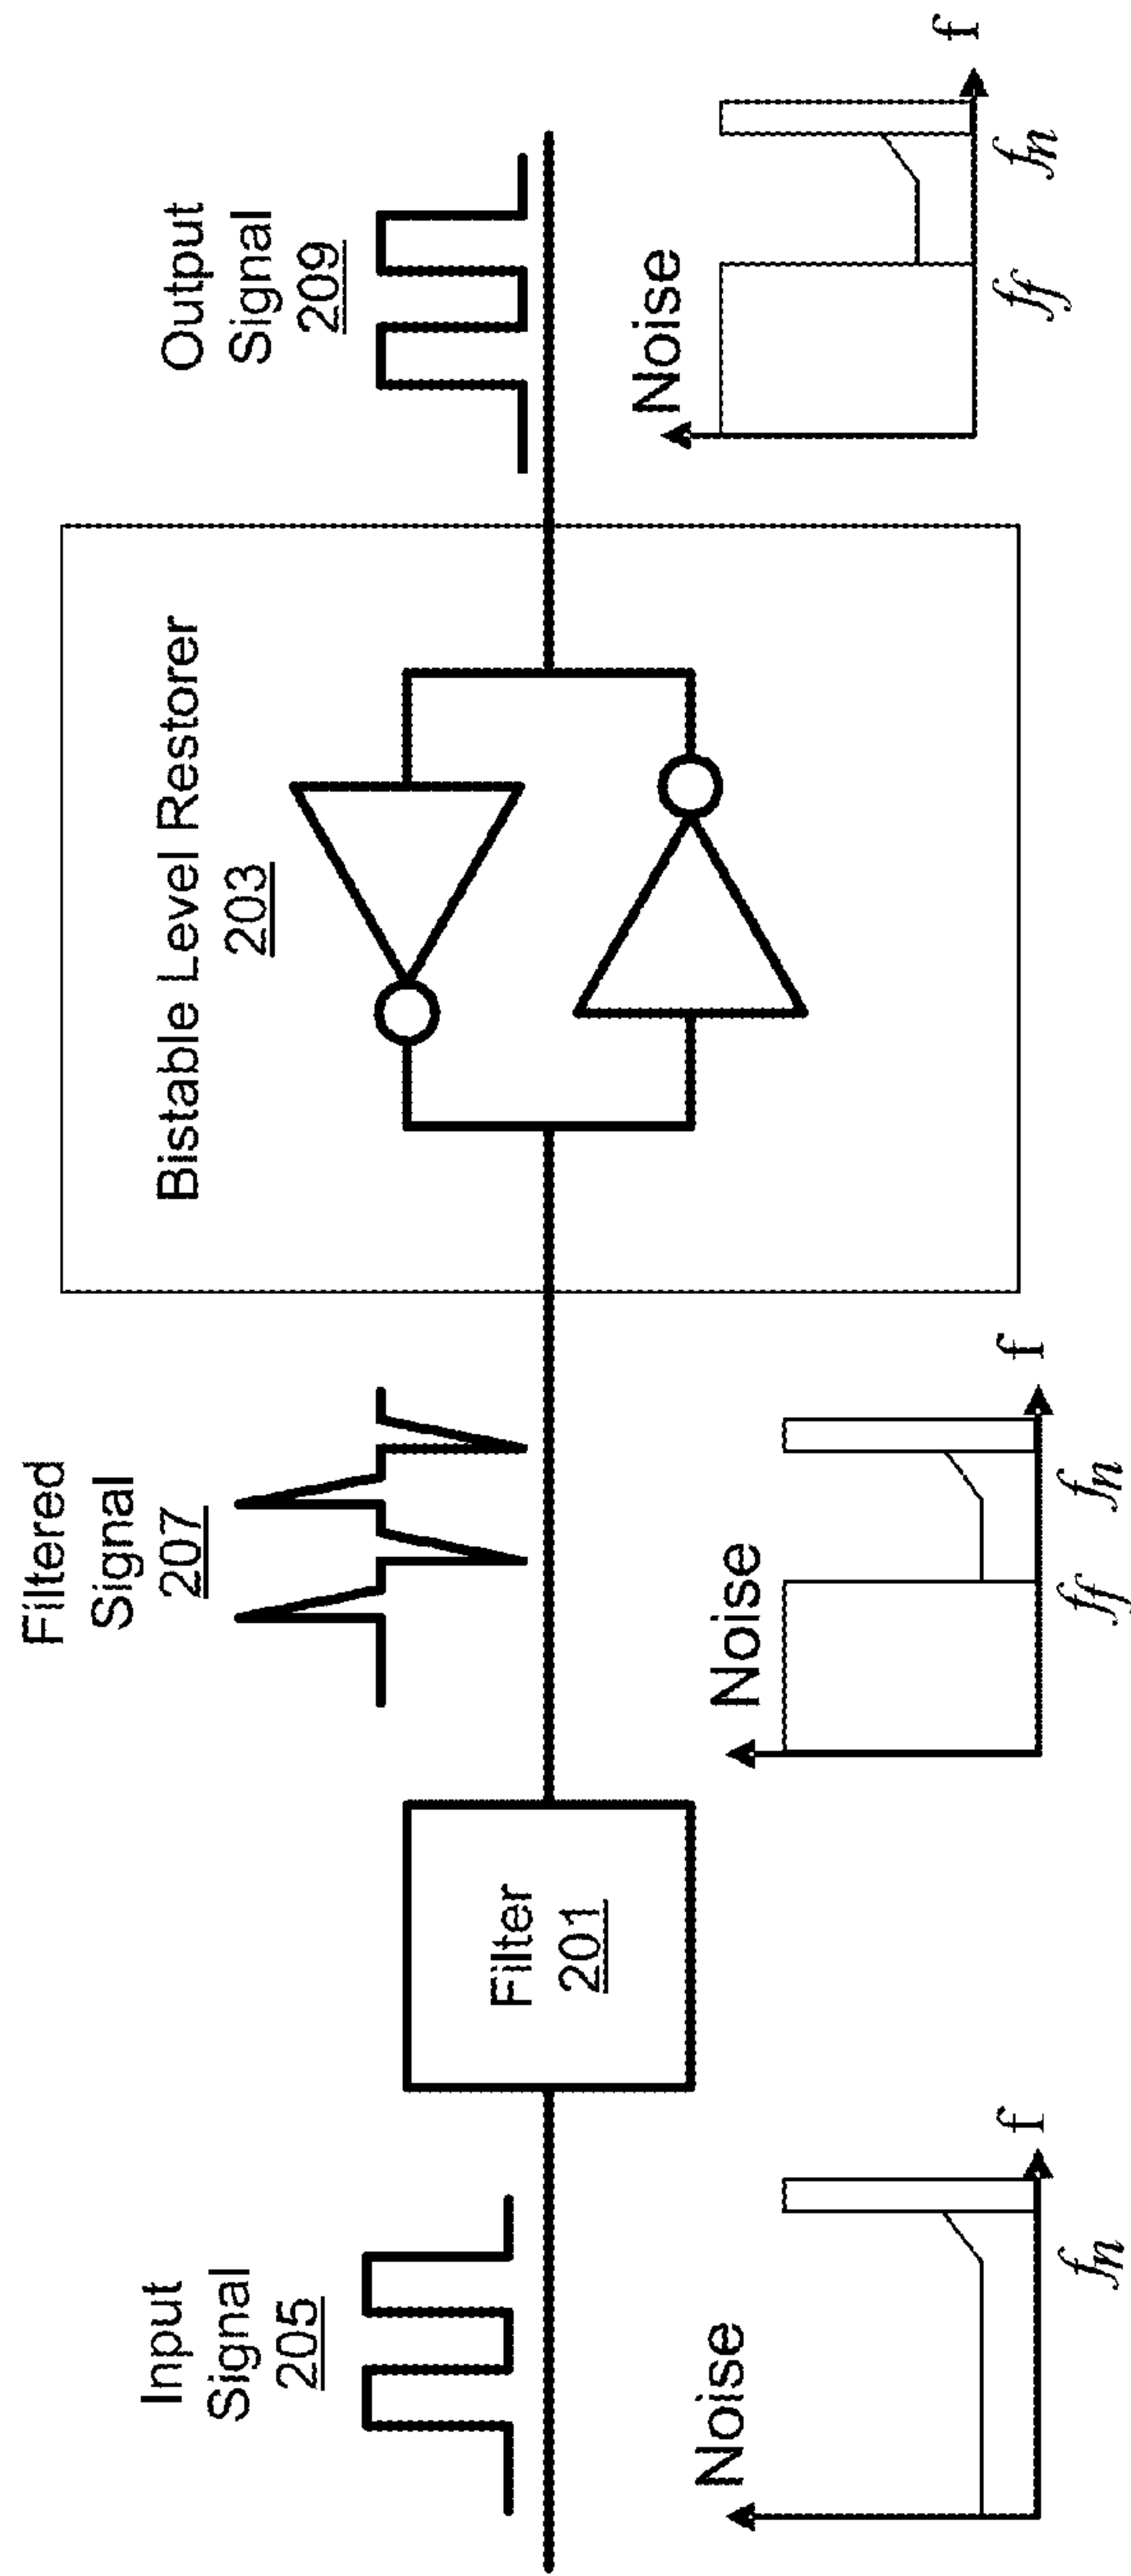 Input
Signal
205
Filter
201
Filtered
Signal
207
Bistable Level Restorer
203
Output
Signal
209
Noise
fn
f
Noise
ff
fn
f
Noise
ff
fn
f